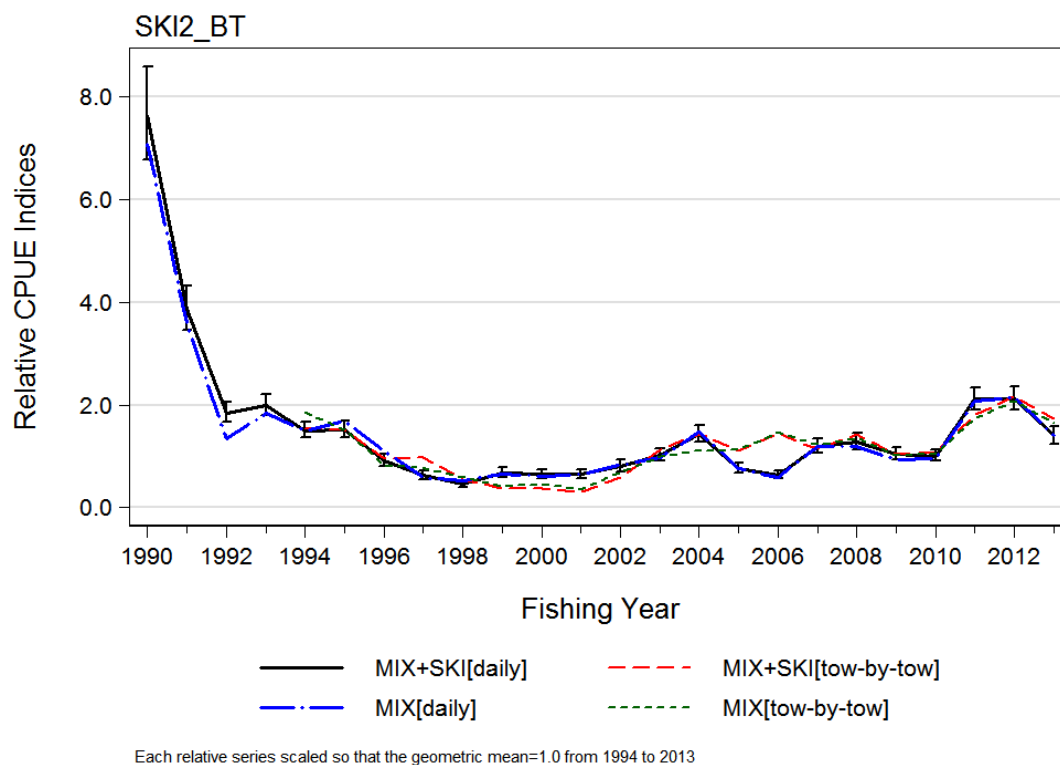 SKI2_BT
8.0
6.0
4.0
2.0
0.0
Relative CPUE Indices
1990 1992 1994 1996 1998 2000 2002 2004 2006 2008 2010 2012
Fishing Year
MIX+SKI[daily] MIX+SKI[tow-by-tow]
MIX[daily] MIX[tow-by-tow]
Each relative series scaled so that the geometric mean=1.0 from 1994 to 2013